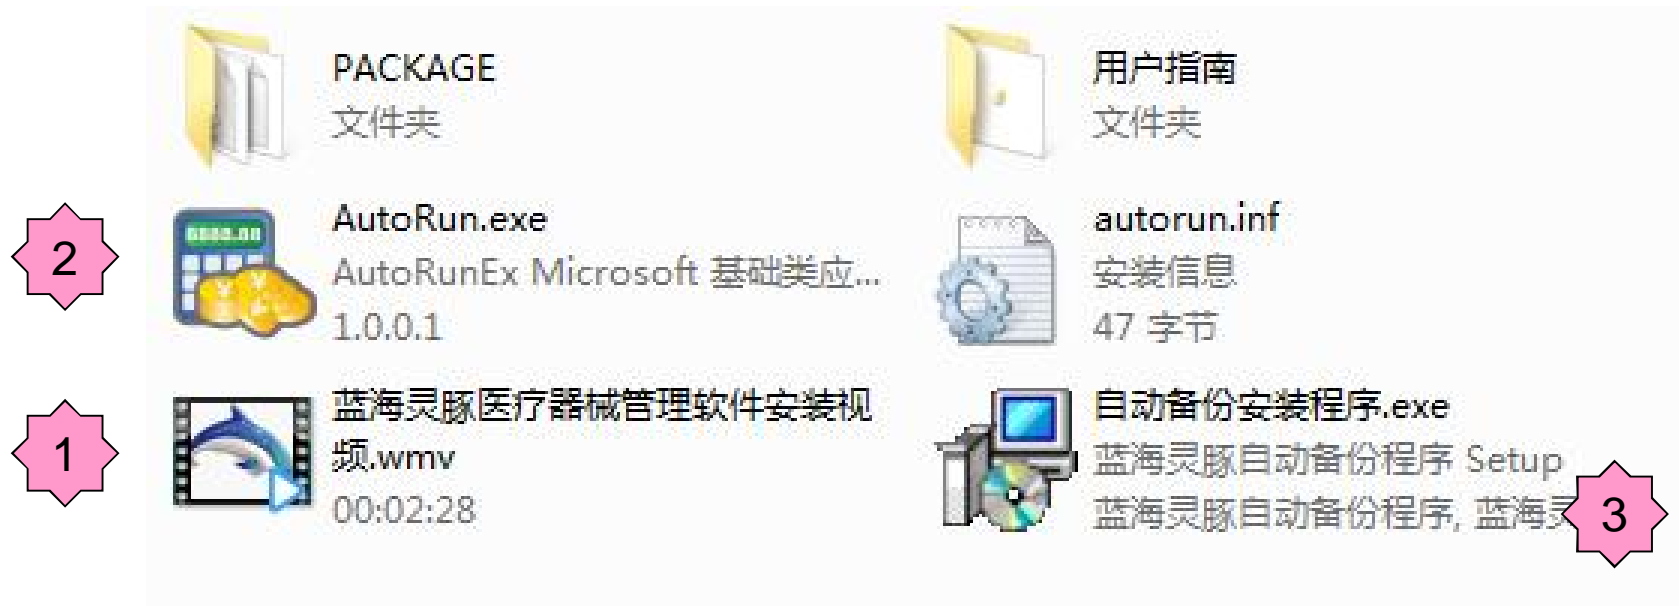 PACKAGE
文件夹
用户指南
文件夹
2
AutoRun.exe
AutoRunEx Microsoft 基础类应...
1.0.0.1
autorun.inf
安装信息
47 字节
1
蓝海灵豚医疗器械管理软件安装视
频.wmv
00:02:28
自动备份安装程序.exe
蓝海灵豚自动备份程序 Setup
蓝海灵豚自动备份程序, 蓝海灵
3